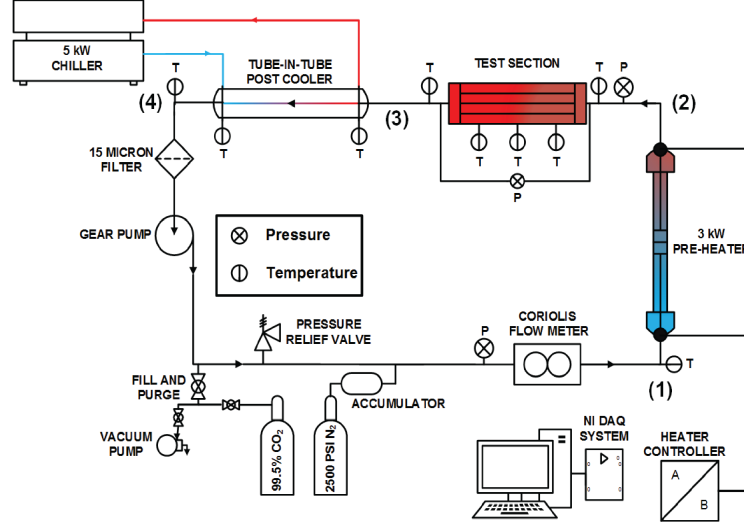 5 kW
CHILLER
T
(4)
TUBE-IN-TUBE
POST COOLER
T
T
(3)
T
TEST SECTION
T
P
(2)
T
T
T
P
15 MICRON
FILTER
GEAR PUMP
Pressure
Temperature
3 kW
PRE-HEATER
PRESSURE
RELIEF VALVE
P
CORIOLIS
FLOW METER
T
(1)
FILL AND
PURGE
VACUUM
PUMP
99.5% CO2
2500 PSI N2
ACCUMULATOR
NI DAQ
SYSTEM
HEATER
CONTROLLER
A
B